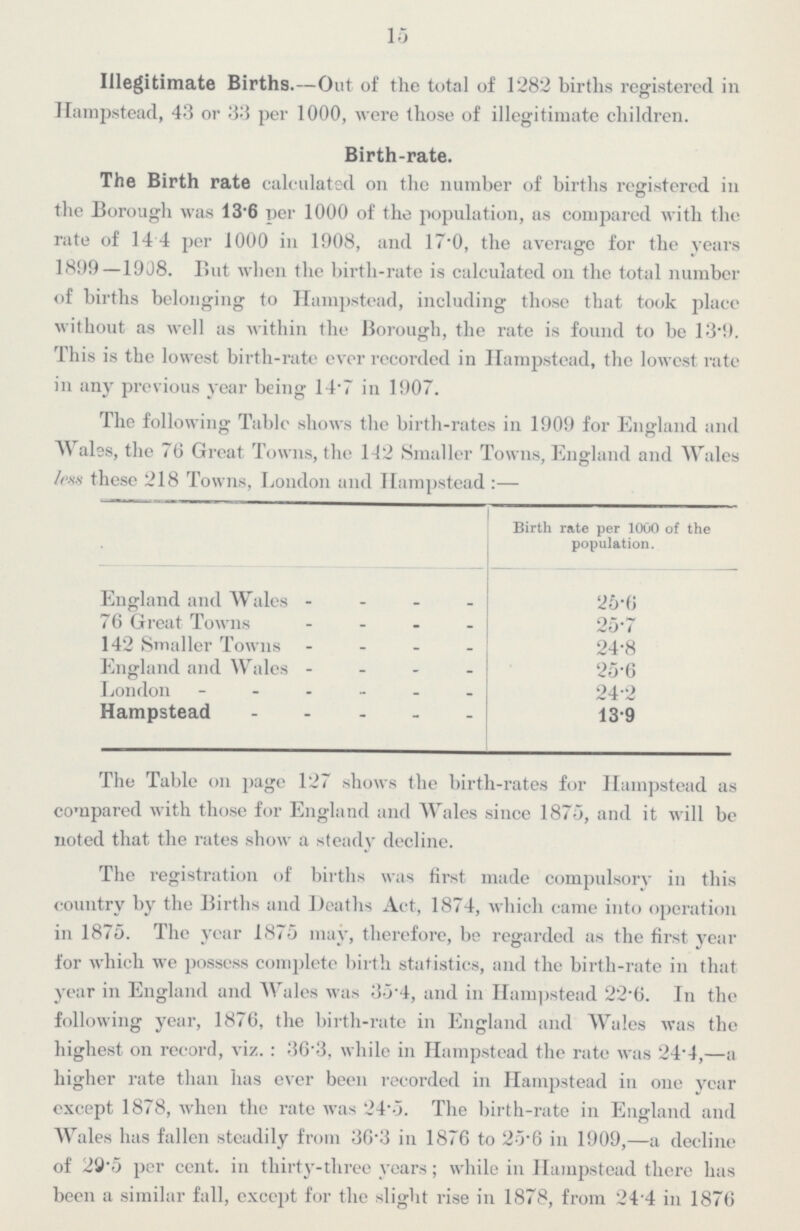 15
Illegitimate Births.—Out of the total of 1282 births registered in
Hampstead, 43 or 33 per 1000, were those of illegitimate children.
Birth-rate.
The Birth rate calculated on the number of births registered in
the Borough was 13·6 per 1000 of the population, as compared with the
rate of 14 4 per 1000 in 1908, and 17·0, the average for the years
1899—1908. But when the birth-rate is calculated on the total number
of births belonging to Hampstead, including those that took place
without as well as within the Borough, the rate is found to be 13·9.
This is the lowest birth-rate ever recorded in Hampstead, the lowest rate
in any previous year being 14·7 in 1907.
The following Table shows the birth-rates in 1909 for England and
Wales, the 76 Great Towns, the 142 Smaller Towns, England and Wales
less these 218 Towns, London and Hampstead :—
Birth rate per 1000 of the
population.
England and Wales - - - - 25·6
76 Great Towns - - - - 25·7
142 Smaller Towns - - - - 24·8
England and Wales - - - - 25·6
London - - - - - - 24·2
Hampstead - - - - - 13·9
The Table on page 127 shows the birth-rates for Hampstead as
compared with those for England and Wales since 1875, and it will be
noted that the rates show a steady decline.
The registration of births was first made compulsory in this
country by the Births and Deaths Act, 1874, which came into operation
in 1875. The year 1875 may, therefore, be regarded as the first year
for which we possess complete birth statistics, and the birth-rate in that
year in England and Wales was 35·4, and in Hampstead 22·6. In the
following year, 1876, the birth-rate in England and Wales was the
highest on record, viz. : 36·3, while in Hampstead the rate was 24·4,—a
higher rate than has ever been recorded in Hampstead in one year
except 1878, when the rate was 24·5. The birth-rate in England and
Wales has fallen steadily from 36·3 in 1876 to 25·6 in 1909,—a decline
of 29·5 per cent. in thirty-three years; while in Hampstead there has
been a similar fall, except for the slight rise in 1878, from 24·4 in 1876